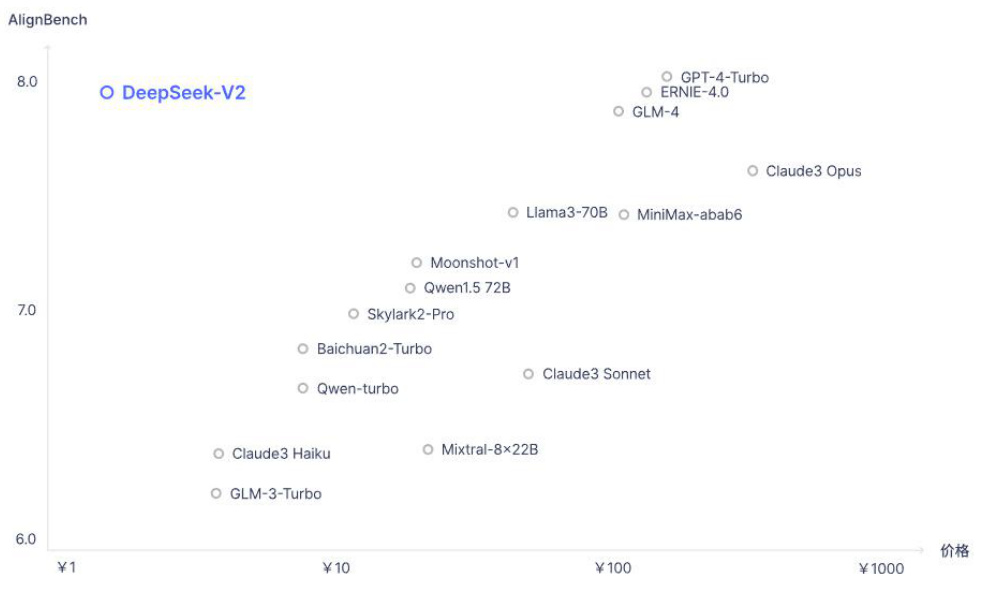 AlignBench
8.0
DeepSeek-V2
GPT-4-Turbo
ERNIE-4.0
GLM-4
Claude3 Opus
Llama3-70B
MiniMax-abab6
Moonshot-v1
Qwen1.5 72B
7.0
Skylark2-Pro
Baichuan2-Turbo
Claude3 Sonnet
Qwen-turbo
Mixtral-8×22B
Claude3 Haiku
GLM-3-Turbo
6.0
价格
¥1
¥10
¥100
¥1000